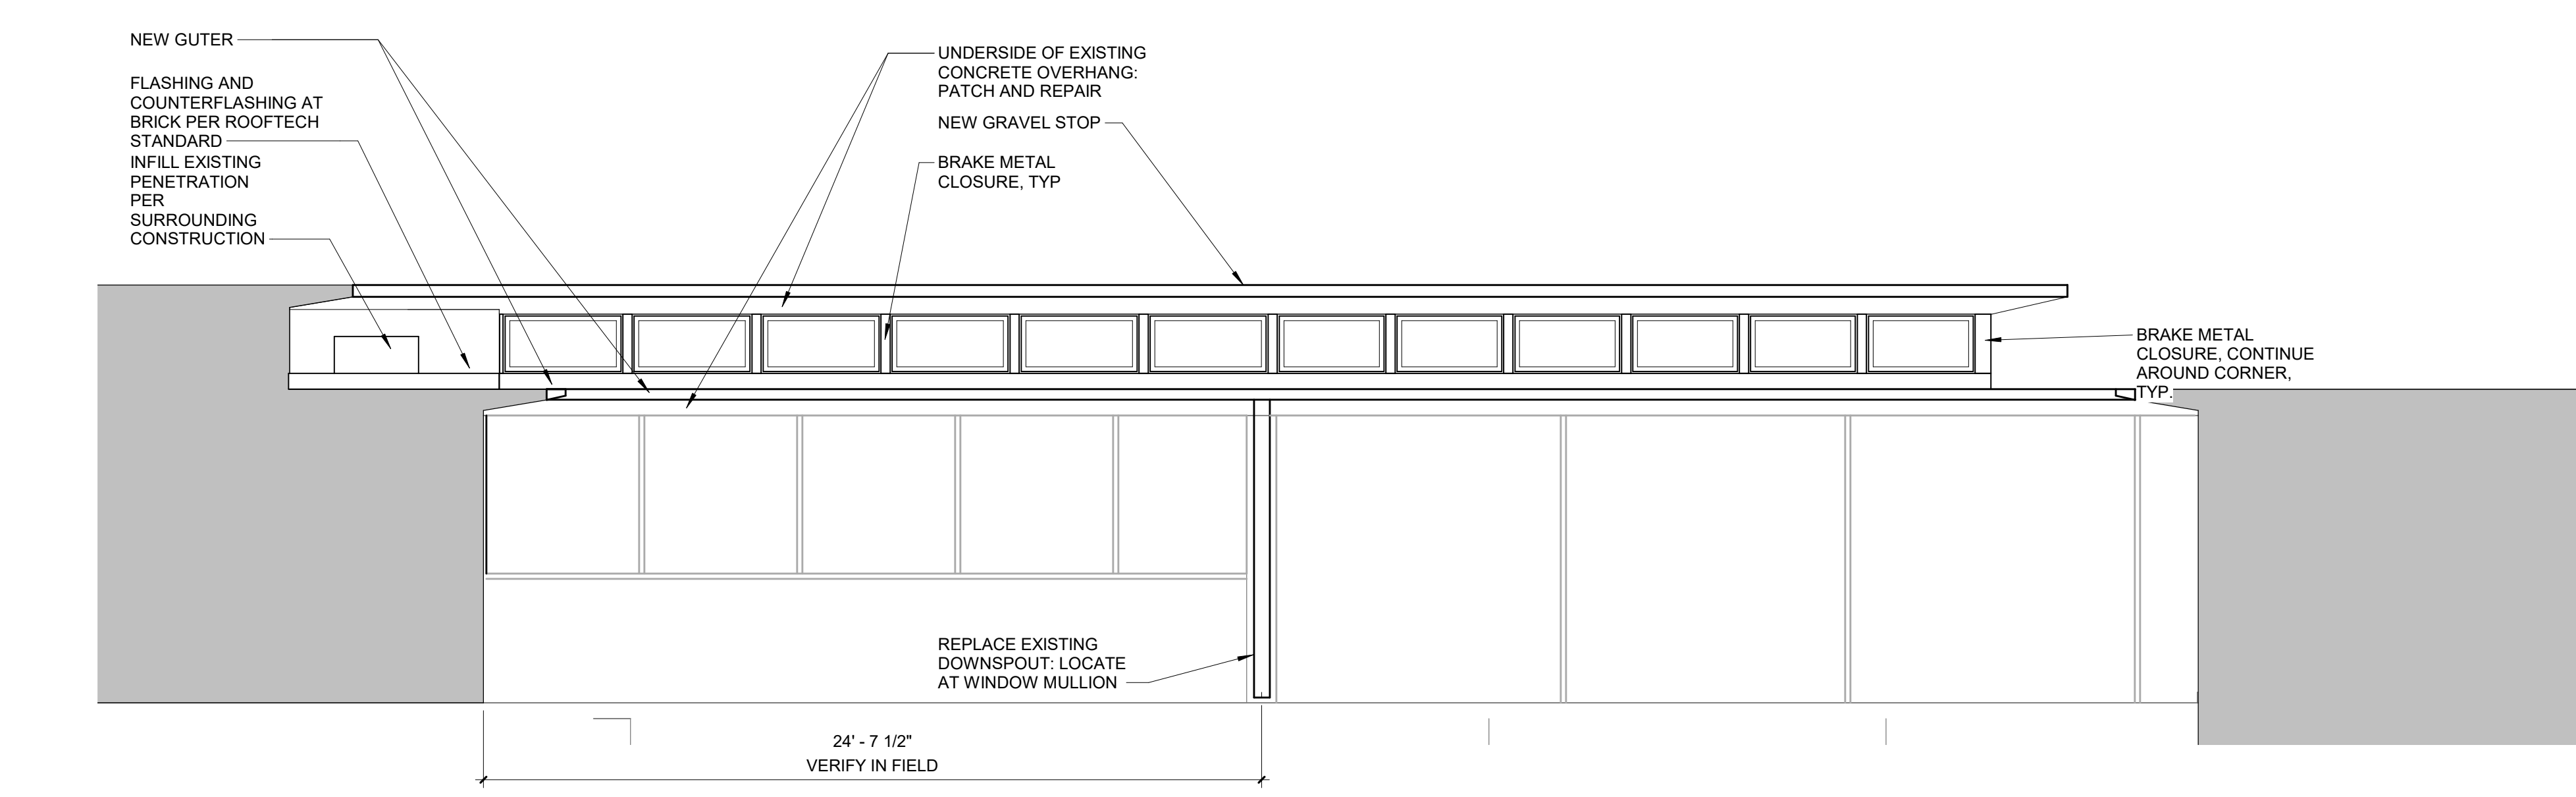 NEW GUTER
FLASHING AND
COUNTERFLASHING AT
BRICK PER ROOFTECH
STANDARD
INFILL EXISTING
PENETRATION
PER
SURROUNDING
CONSTRUCTION
UNDERSIDE OF EXISTING
CONCRETE OVERHANG:
PATCH AND REPAIR
NEW GRAVEL STOP
BRAKE METAL
CLOSURE, TYP
BRAKE METAL
CLOSURE, CONTINUE
AROUND CORNER,
TYP.
REPLACE EXISTING
DOWNSPOUT: LOCATE
AT WINDOW MULLION
24' - 7 1/2"
VERIFY IN FIELD